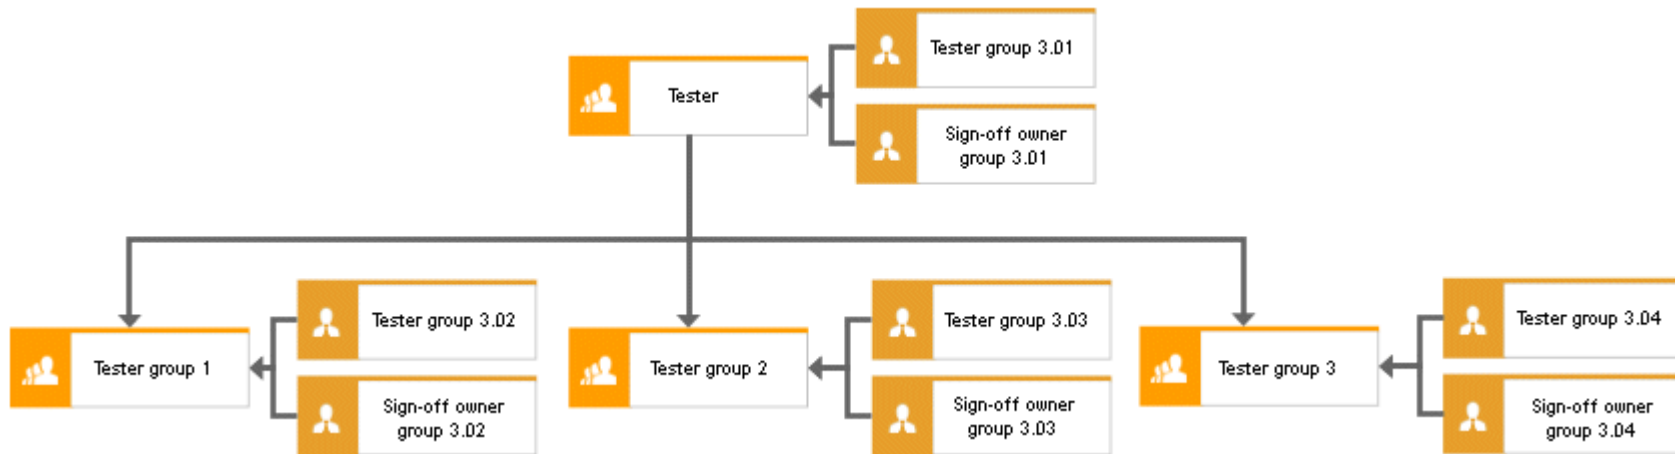 Tester group 3.01
Tester
Sign-off owner
group 3.01
Tester group 3.02
Tester group 3.03
Tester group 3.04
Tester group 1
Tester group 2
Tester group 3
Sign-off owner
group 3.02
Sign-off owner
group 3.03
Sign-off owner
group 3.04